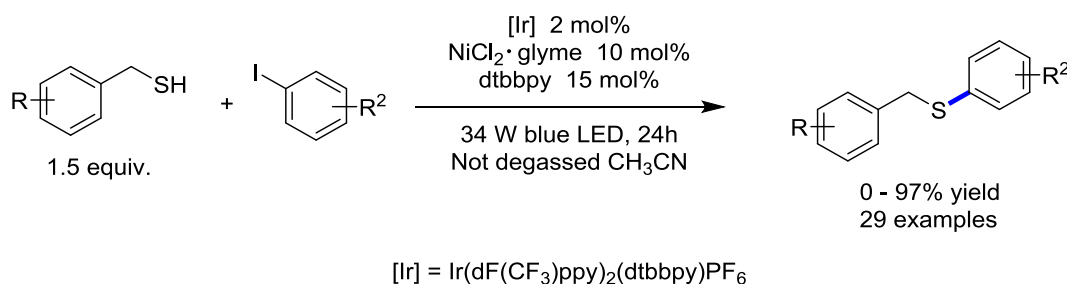 [Ir] 2 mol%
NiCl2· glyme 10 mol%
dtbbpy 15 mol%
R
SH
+
I
R2
34 W blue LED, 24h
Not degassed CH3CN
R
S
R2
1.5 equiv.
0 - 97% yield
29 examples
[Ir] = Ir(dF(CF3)ppy)2(dtbbpy)PF6